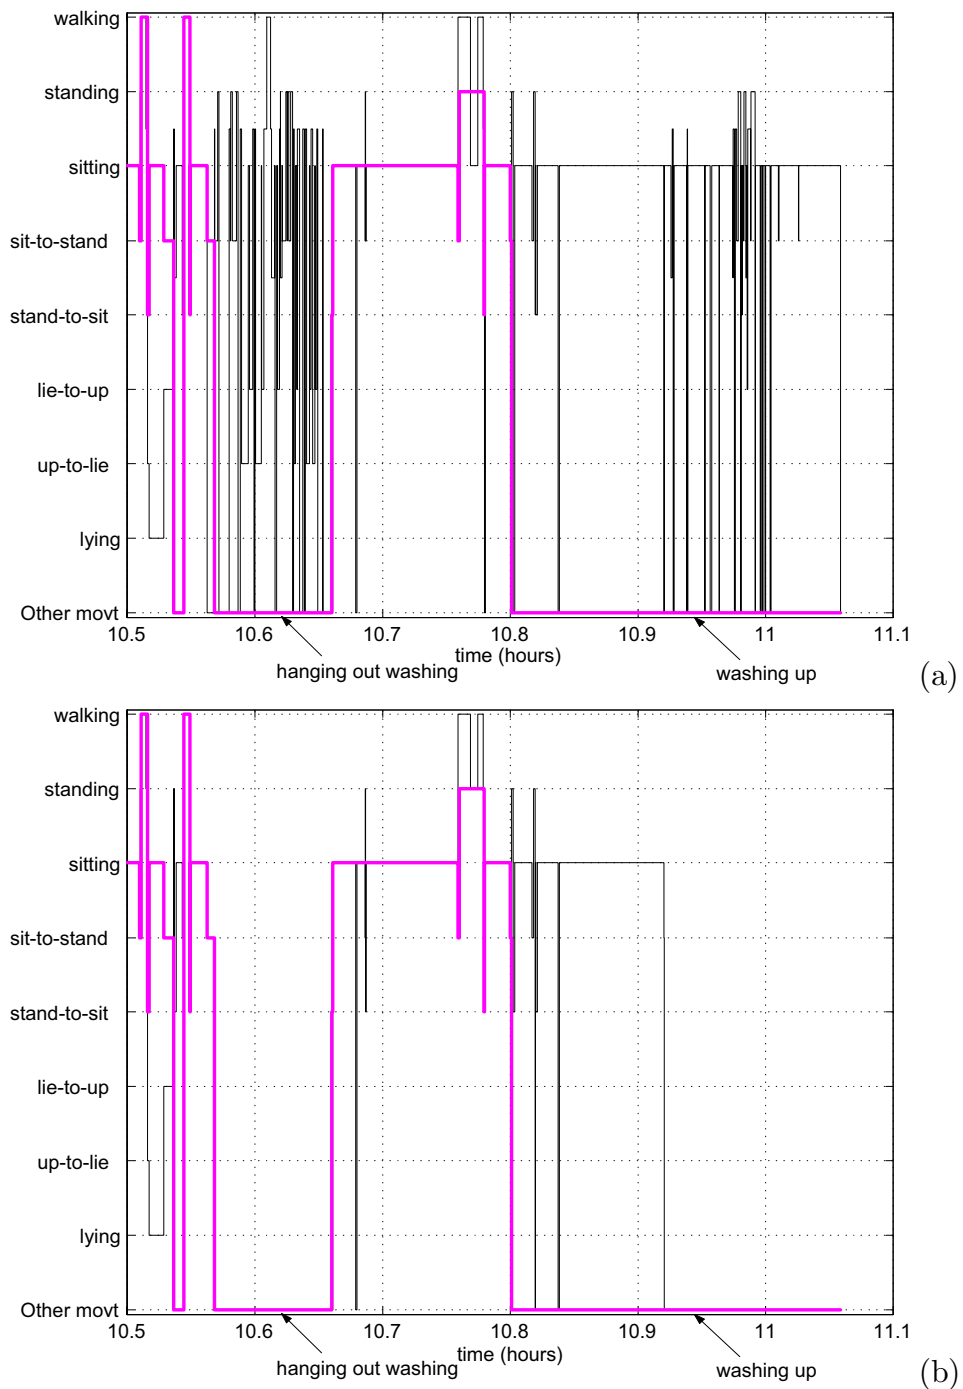 walking
standing
sitting
sit-to-stand
stand-to-sit
lie-to-up
up-to-lie
lying
Other movt
10.5 10.6 10.7 10.8 10.9 11 11.1
time (hours)
hanging out washing
washing up
(a)
walking
standing
sitting
sit-to-stand
stand-to-sit
lie-to-up
up-to-lie
lying
Other movt
10.5 10.6 10.7 10.8 10.9 11 11.1
time (hours)
hanging out washing
washing up
(b)